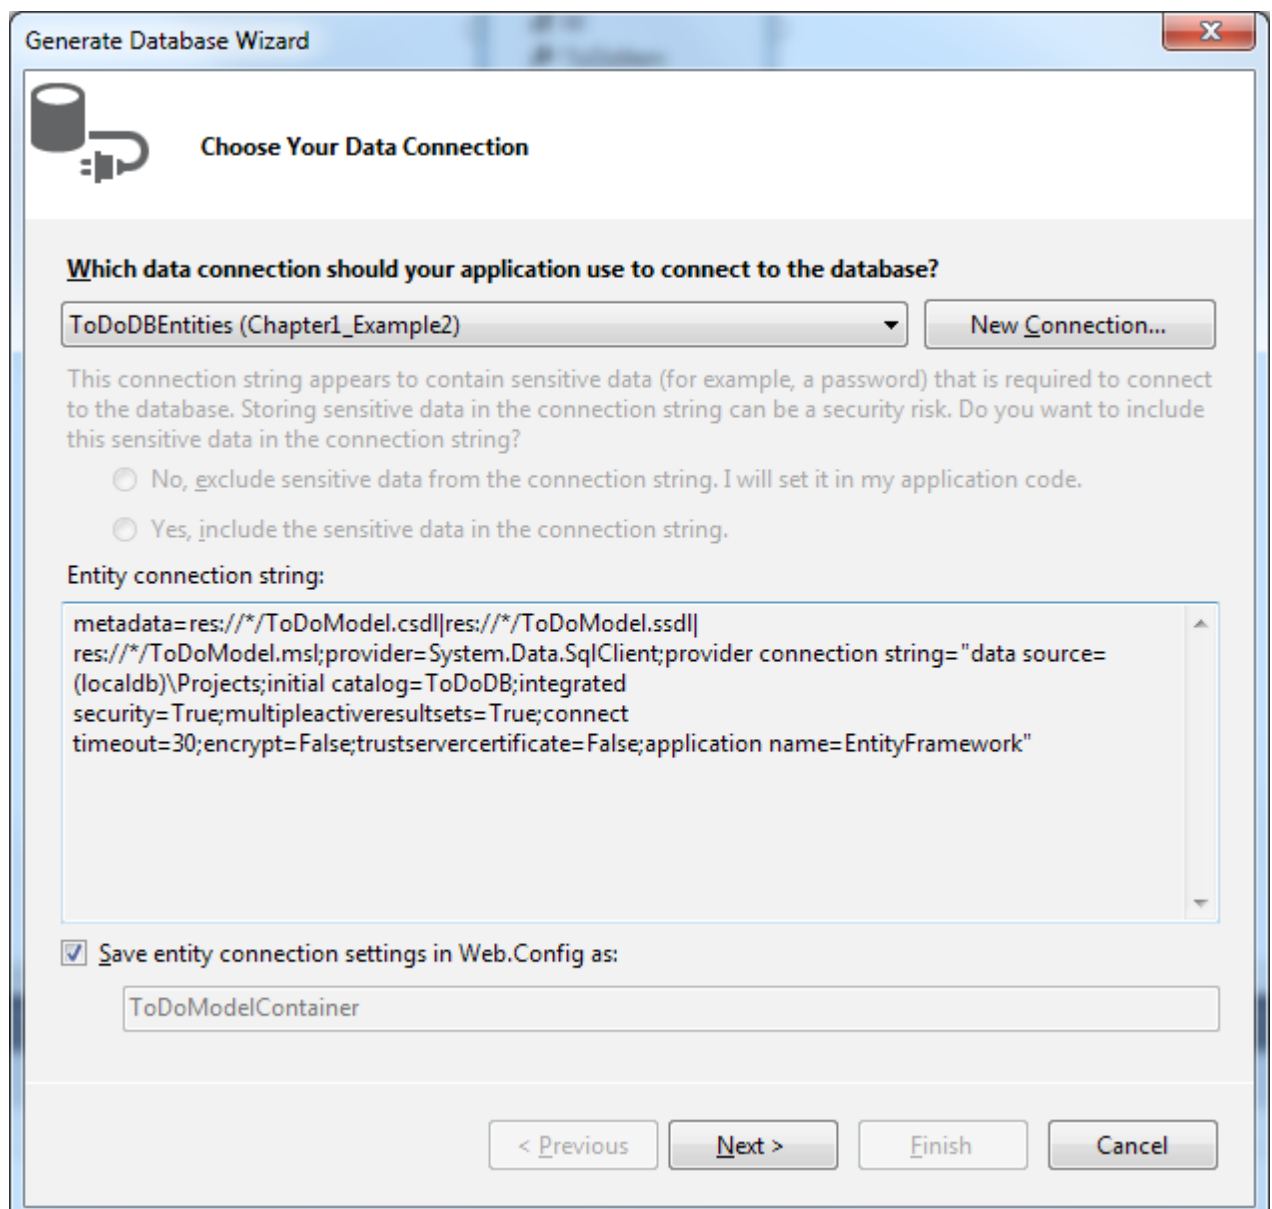 Generate Database Wizard
Choose Your Data Connection
Which data connection should your application use to connect to the database?
ToDoDBEntities (Chapter1_Example2)
New Connection...
This connection string appears to contain sensitive data (for example, a password) that is required to connect
to the database. Storing sensitive data in the connection string can be a security risk. Do you want to include
this sensitive data in the connection string?
No, exclude sensitive data from the connection string. I will set it in my application code.
Yes, include the sensitive data in the connection string.
Entity connection string:
metadata=res://*/ToDoModel.csdl|res://*/ToDoModel.ssdl|
res://*/ToDoModel.msl;provider=System.Data.SqlClient;provider connection string="data source=
(localdb)\Projects;initial catalog=ToDoDB;integrated
security=True;multipleactiveresultsets=True;connect
timeout=30;encrypt=False;trustservercertificate=False;application name=EntityFramework"
Save entity connection settings in Web.Config as:
ToDoModelContainer
< Previous
Next >
Finish
Cancel